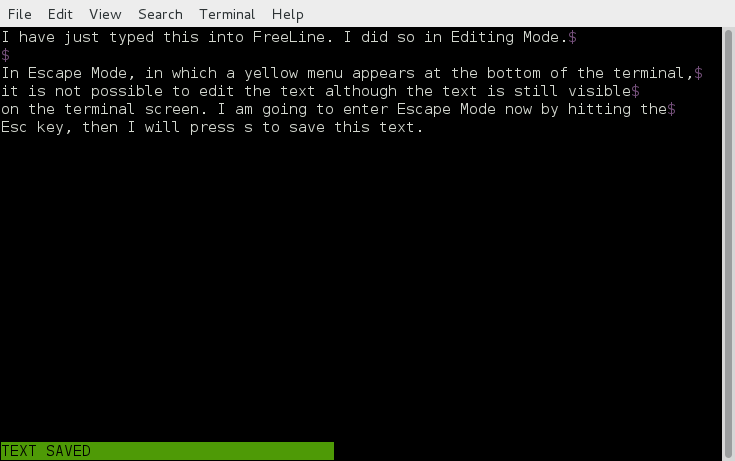 File Edit View Search Terminal Help
I have just typed this into FreeLine. I did so in Editing Mode.$
$
In Escape Mode, in which a yellow menu appears at the bottom of the terminal,$
it is not possible to edit the text although the text is still visible$
on the terminal screen. I am going to enter Escape Mode now by hitting the$
Esc key, then I will press s to save this text.
TEXT SAVED